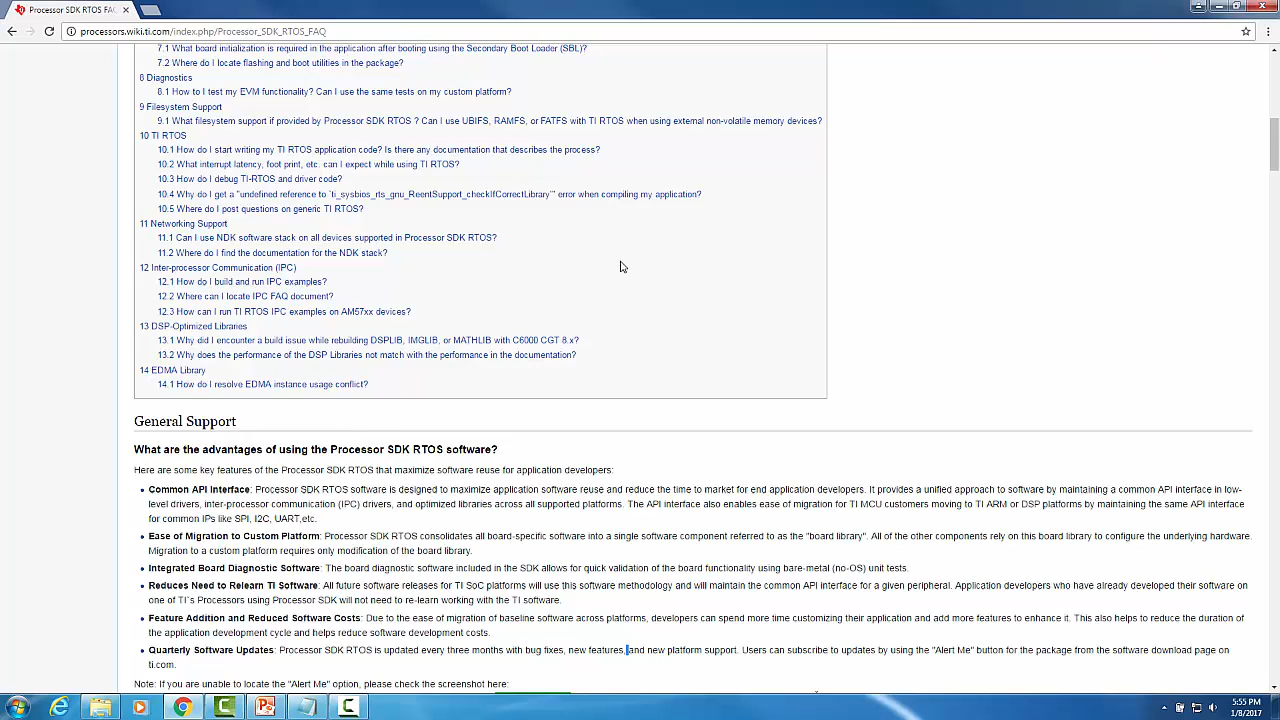 Processor SDK RTOS FA
processors.wiki.ti.com/index.php/Processor_SDK_RTOS_FAQ
7.1 What board initialization is required in the application after booting using the Secondary Boot Loader (SBL)?
7.2 Where do I locate flashing and boot utilities in the package?
8 Diagnostics
8.1 How to I test my EVM functionality? Can I use the same tests on my custom platform?
9 Filesystem Support
9.1 What filesystem support if provided by Processor SDK RTOS ? Can I use UBIFS, RAMFS, or FATFS with TI RTOS when using external non-volatile memory devices?
10 TI RTOS
10.1 How do I start writing my TI RTOS application code? Is there any documentation that describes the process?
10.2 What interrupt latency, foot print, etc. can I expect while using TI RTOS?
10.3 How do I debug TI-RTOS and driver code?
10.4 Why do I get a "undefined reference to `ti_sysbios_rts_gnu_ReentSupport_checkIfCorrectLibrary'" error when compiling my application?
10.5 Where do I post questions on generic TI RTOS?
11 Networking Support
11.1 Can I use NDK software stack on all devices supported in Processor SDK RTOS?
11.2 Where do I find the documentation for the NDK stack?
12 Inter-processor Communication (IPC)
12.1 How do I build and run IPC examples?
12.2 Where can I locate IPC FAQ document?
12.3 How can I run TI RTOS IPC examples on AM57xx devices?
13 DSP-Optimized Libraries
13.1 Why did I encounter a build issue while rebuilding DSPLIB, IMGLIB, or MATHLIB with C6000 CGT 8.x?
13.2 Why does the performance of the DSP Libraries not match with the performance in the documentation?
14 EDMA Library
14.1 How do I resolve EDMA instance usage conflict?
General Support
What are the advantages of using the Processor SDK RTOS software?
Here are some key features of the Processor SDK RTOS that maximize software reuse for application developers:
• Common API Interface: Processor SDK RTOS software is designed to maximize application software reuse and reduce the time to market for end application developers. It provides a unified approach to software by maintaining a common API interface in low-
level drivers, inter-processor communication (IPC) drivers, and optimized libraries across all supported platforms. The API interface also enables ease of migration for TI MCU customers moving to TI ARM or DSP platforms by maintaining the same API interface
for common IPs like SPI, I2C, UART,etc.
• Ease of Migration to Custom Platform: Processor SDK RTOS consolidates all board-specific software into a single software component referred to as the "board library". All of the other components rely on this board library to configure the underlying hardware.
Migration to a custom platform requires only modification of the board library.
• Integrated Board Diagnostic Software: The board diagnostic software included in the SDK allows for quick validation of the board functionality using bare-metal (no-OS) unit tests.
• Reduces Need to Relearn TI Software: All future software releases for TI SoC platforms will use this software methodology and will maintain the common API interface for a given peripheral. Application developers who have already developed their software on
one of TI`s Processors using Processor SDK will not need to re-learn working with the TI software.
• Feature Addition and Reduced Software Costs: Due to the ease of migration of baseline software across platforms, developers can spend more time customizing their application and add more features to enhance it. This also helps to reduce the duration of
the application development cycle and helps reduce software development costs.
• Quarterly Software Updates: Processor SDK RTOS is updated every three months with bug fixes, new features, and new platform support. Users can subscribe to updates by using the "Alert Me" button for the package from the software download page on
ti.com.
Note: If you are unable to locate the "Alert Me" option, please check the screenshot here:
5:55 PM
1/8/2017